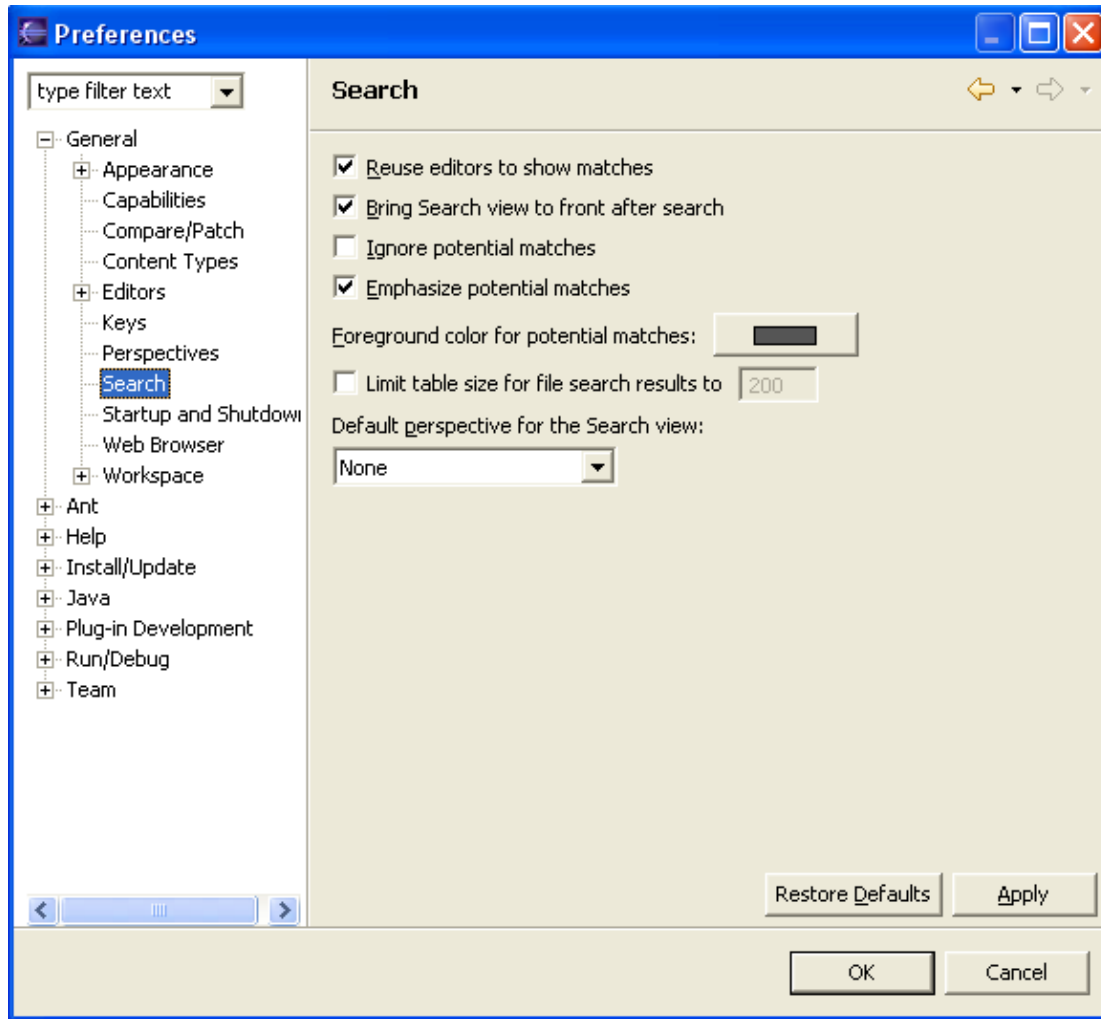 Preferences
type filter text
General
Appearance
Capabilities
Compare/Patch
Content Types
Editors
Keys
Perspectives
Search
Startup and Shutdown
Web Browser
Workspace
Ant
Help
Install/Update
Java
Plug-in Development
Run/Debug
Team
Search
Reuse editors to show matches
Bring Search view to front after search
Ignore potential matches
Emphasize potential matches
Foreground color for potential matches:
Limit table size for file search results to 200
Default perspective for the Search view:
None
Restore Defaults Apply
OK Cancel